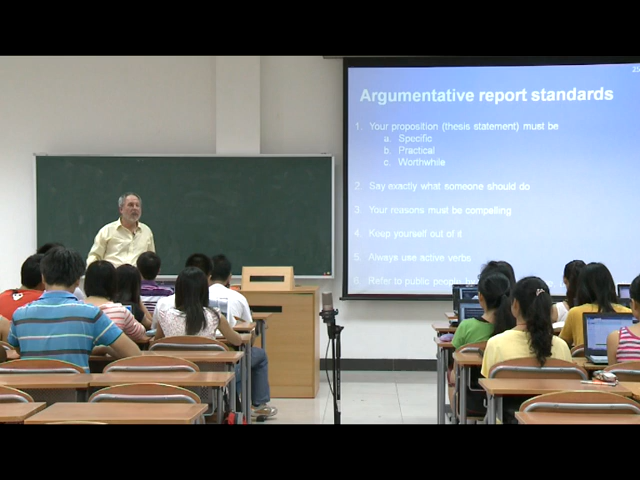 Argumentative report standards
1. Your proposition (thesis statement) must be
a. Specific
b. Practical
c. Worthwhile
2. Say exactly what someone should do
3. Your reasons must be compelling
4. Keep yourself out of it
5. Always use active verbs
Refer to public people